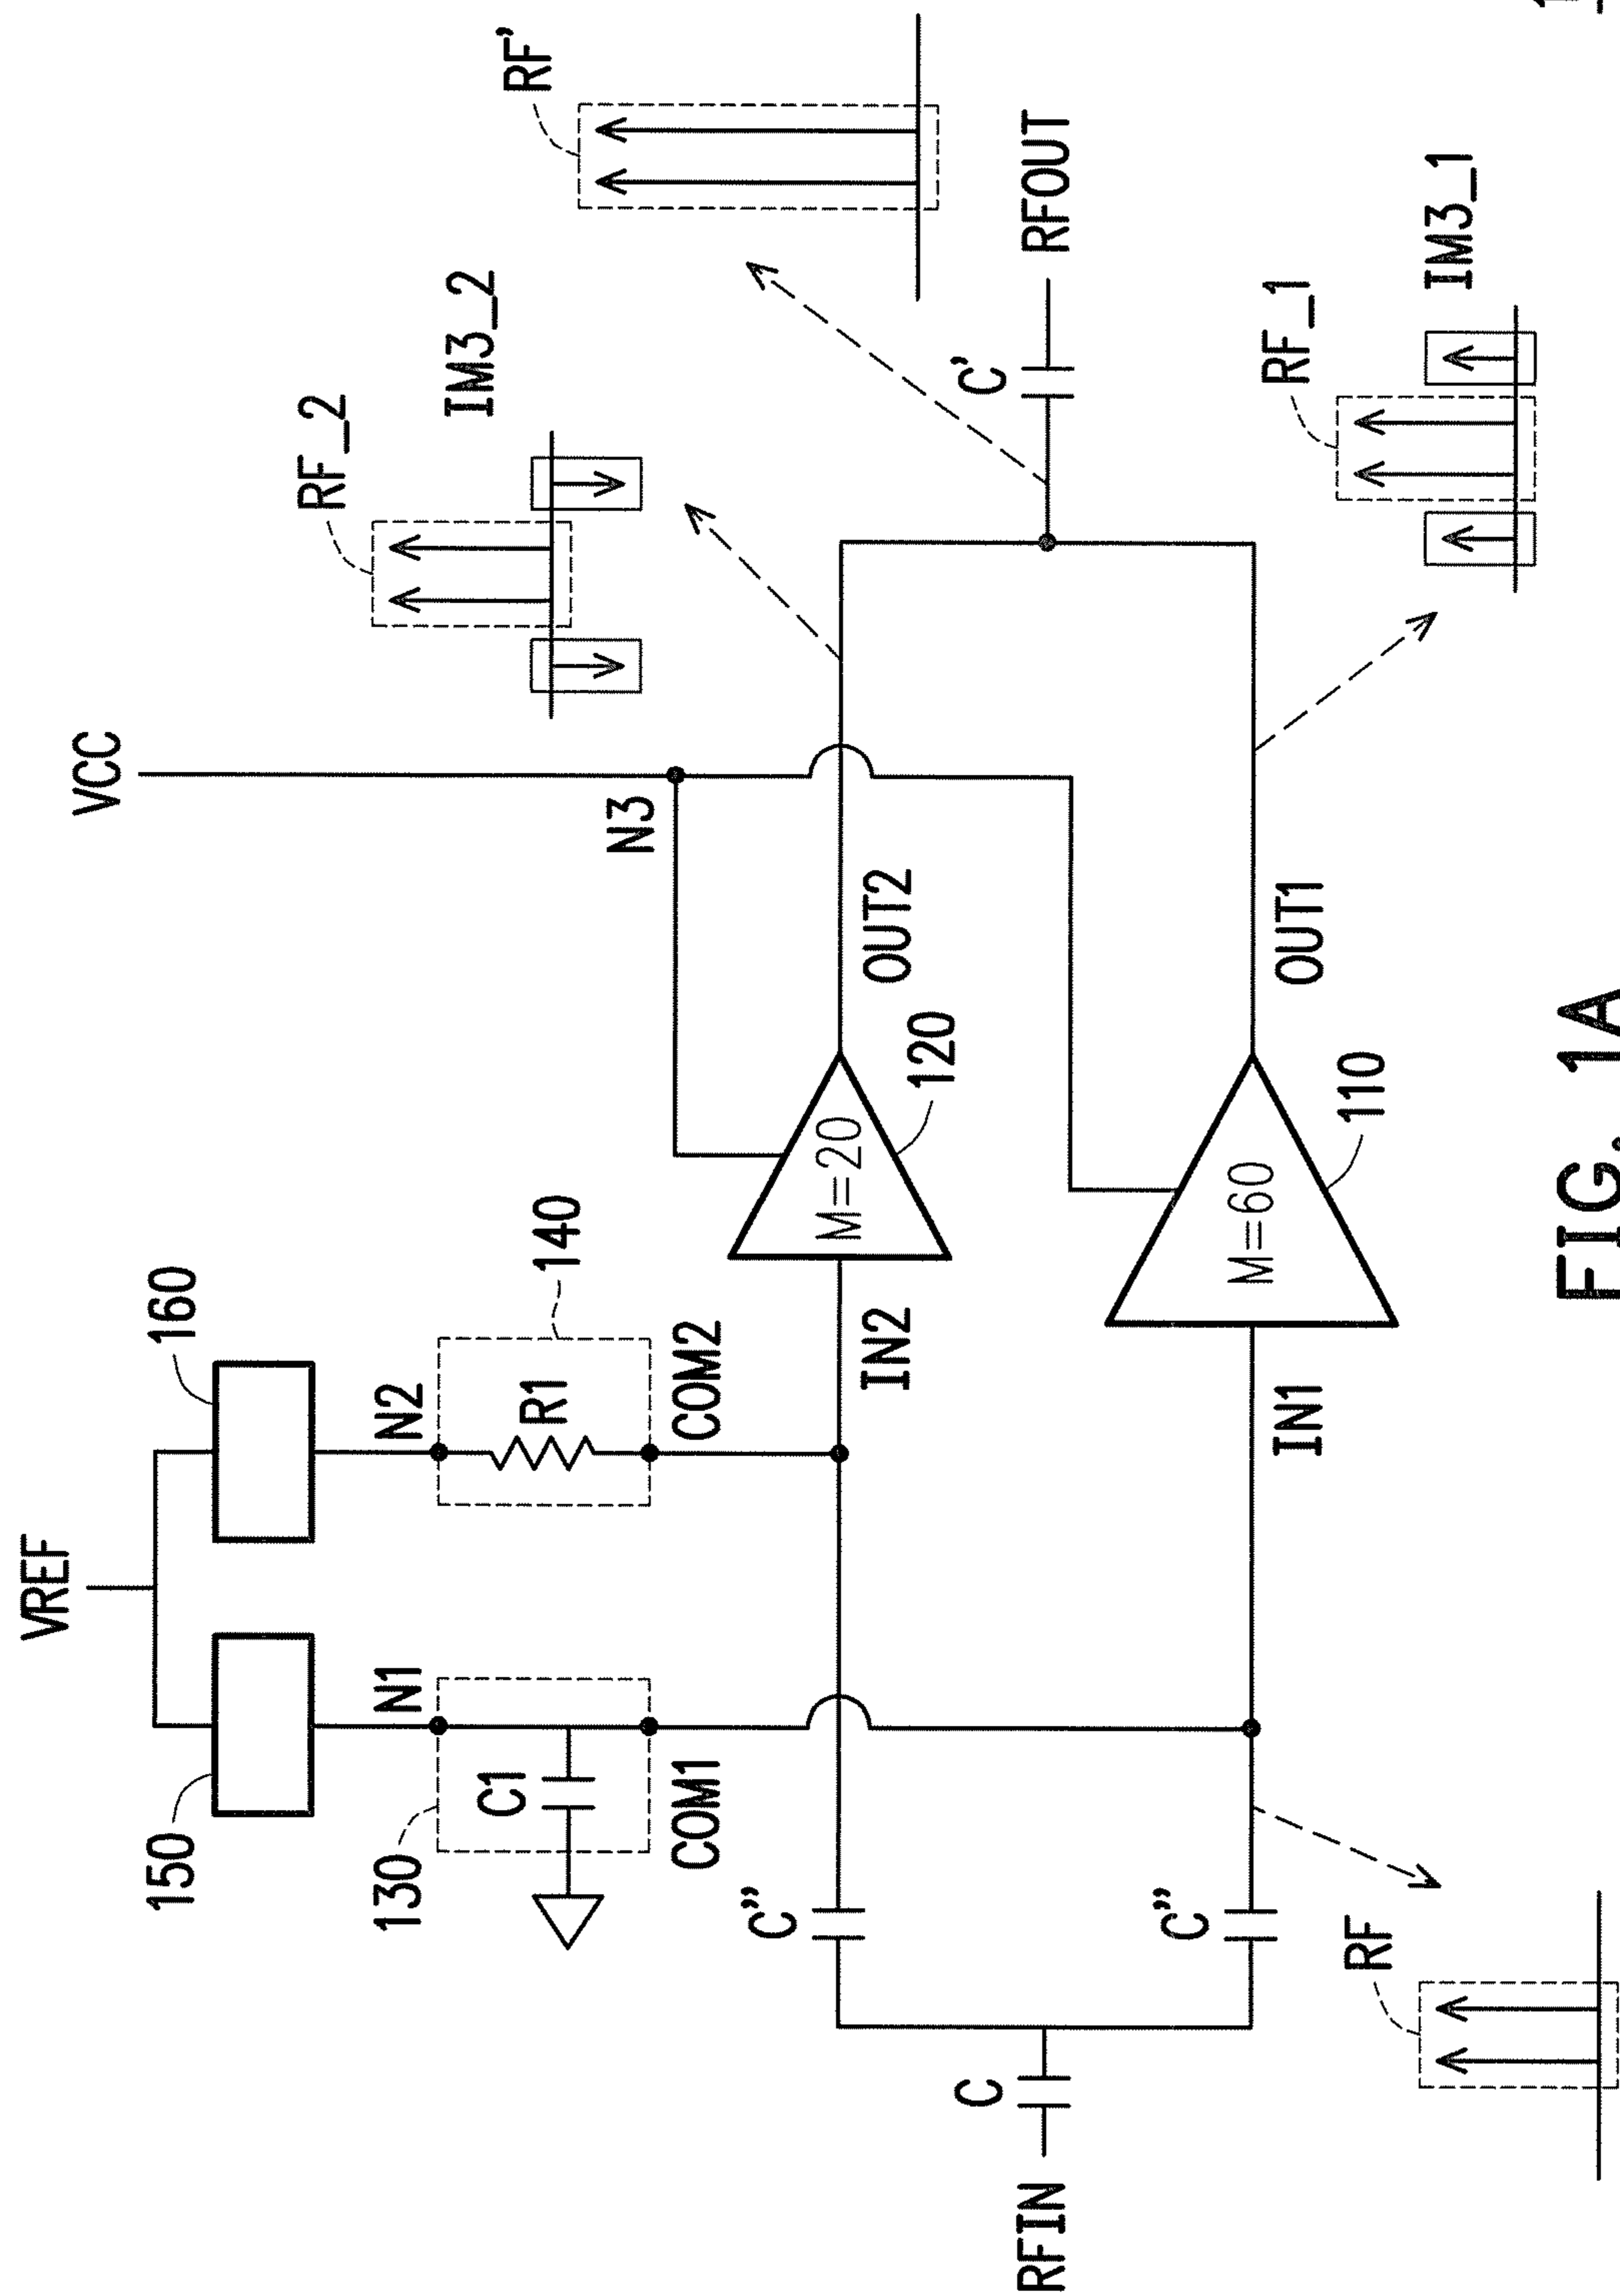 VREF
VCC
150
160
N1
N2
130
C1
R1
140
COM1
COM2
N3
RF_2
IM3_2
RF'
C"
IN2
M=20
120
OUT2
RFIN
C
C'
RFOUT
C"
IN1
M=60
110
OUT1
RF
RF_1
IM3_1
FIG. 1A